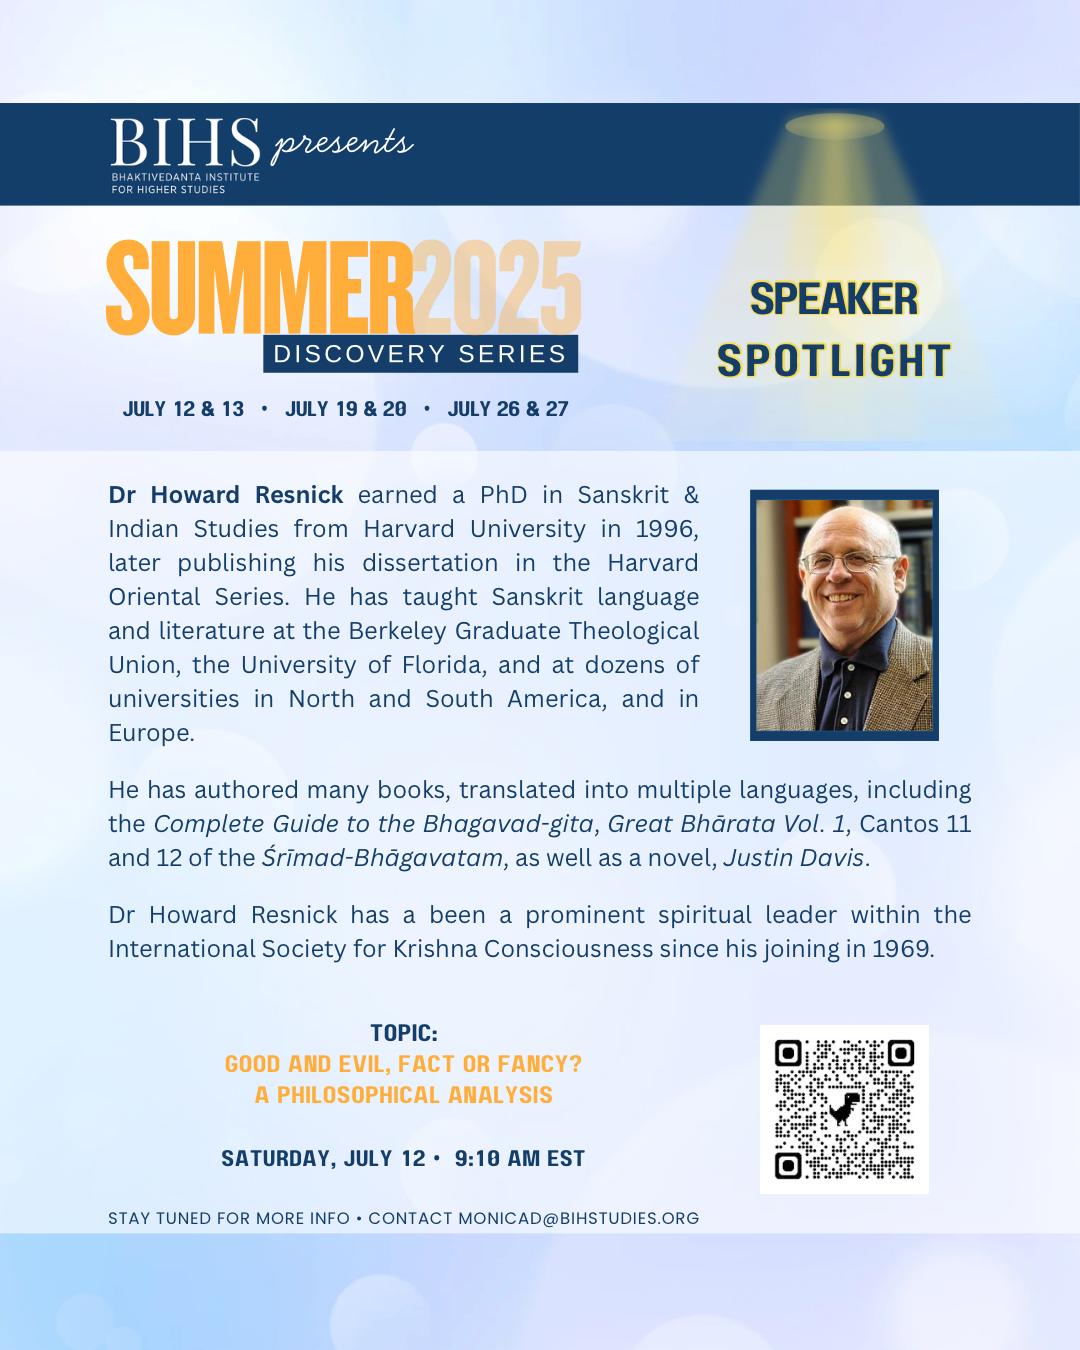 BIHS presents
BHAKTIVEDANTA INSTITUTE
FOR HIGHER STUDIES
SUMMER2025
DISCOVERY SERIES
JULY 12 & 13 • JULY 19 & 20 • JULY 26 & 27
SPEAKER
SPOTLIGHT
Dr Howard Resnick earned a PhD in Sanskrit &
Indian Studies from Harvard University in 1996,
later publishing his dissertation in the Harvard
Oriental Series. He has taught Sanskrit language
and literature at the Berkeley Graduate Theological
Union, the University of Florida, and at dozens of
universities in North and South America, and in
Europe.
He has authored many books, translated into multiple languages, including
the Complete Guide to the Bhagavad-gita, Great Bhārata Vol. 1, Cantos 11
and 12 of the Śrīmad-Bhāgavatam, as well as a novel, Justin Davis.
Dr Howard Resnick has a been a prominent spiritual leader within the
International Society for Krishna Consciousness since his joining in 1969.
TOPIC:
GOOD AND EVIL, FACT OR FANCY?
A PHILOSOPHICAL ANALYSIS
SATURDAY, JULY 12 • 9:10 AM EST
STAY TUNED FOR MORE INFO • CONTACT MONICAD@BIHSTUDIES.ORG